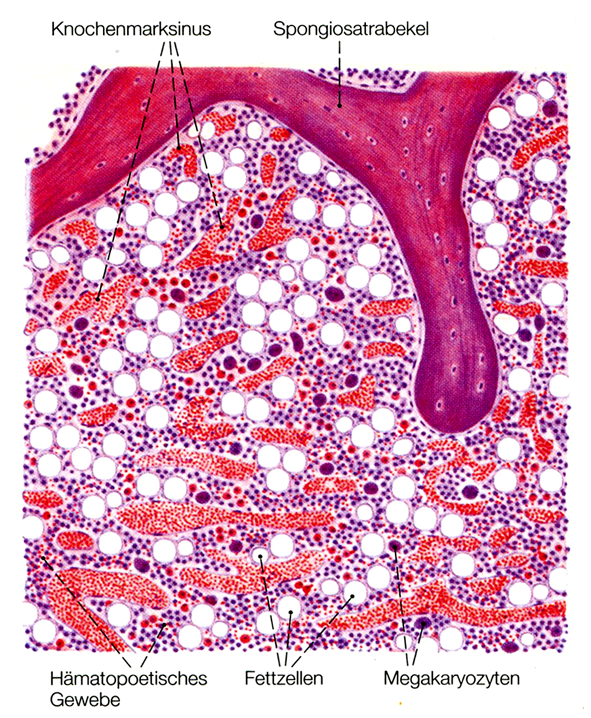 Knochenmarksinus
Spongiosatrabekel
Hämatopoetisches
Gewebe
Fettzellen
Megakaryozyten